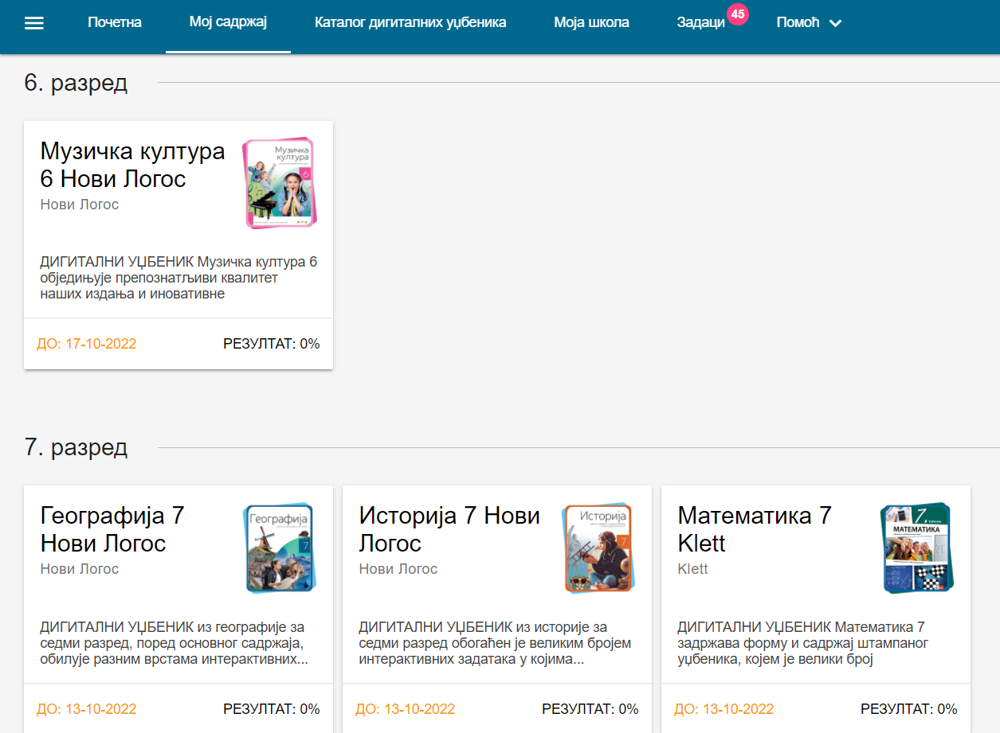 Почетна
Мој садржај
Каталог дигиталних уџбеника
Моја школа
Задаци
45
Помоћ
6. разред
Музичка култура
6 Нови Логос
Нови Логос
Музичка
култура
6
ДИГИТАЛНИ УЏБЕНИК Музичка култура 6
обједињује препознатљиви квалитет
наших издања и иновативне
ДО: 17-10-2022
РЕЗУЛТАТ: 0%
7. разред
Географија 7
Нови Логос
Нови Логос
Географија
7
ДИГИТАЛНИ УЏБЕНИК из географије за
седми разред, поред основног садржаја,
обилује разним врстама интерактивних...
ДО: 13-10-2022
РЕЗУЛТАТ: 0%
Историја 7 Нови
Логос
Нови Логос
Историја
7
ДИГИТАЛНИ УЏБЕНИК из историје за
седми разред обогаћен је великим бројем
интерактивних задатака у којима...
ДО: 13-10-2022
РЕЗУЛТАТ: 0%
Математика 7
Klett
Klett
7
МАТЕМАТИКА
ДИГИТАЛНИ УЏБЕНИК Математика 7
задржава форму и садржај штампаног
уџбеника, којем је велики број
ДО: 13-10-2022
РЕЗУЛТАТ: 0%